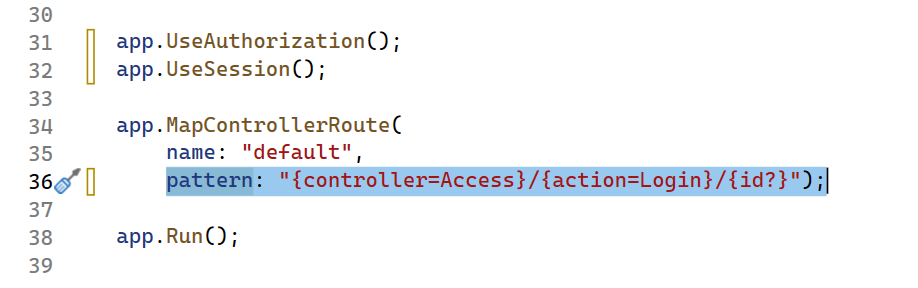 30
31 app.UseAuthorization();
32 app.UseSession();
33
34 app.MapControllerRoute(
35     name: "default",
36     pattern: "{controller=Access}/{action=Login}/{id?}");
37
38 app.Run();
39